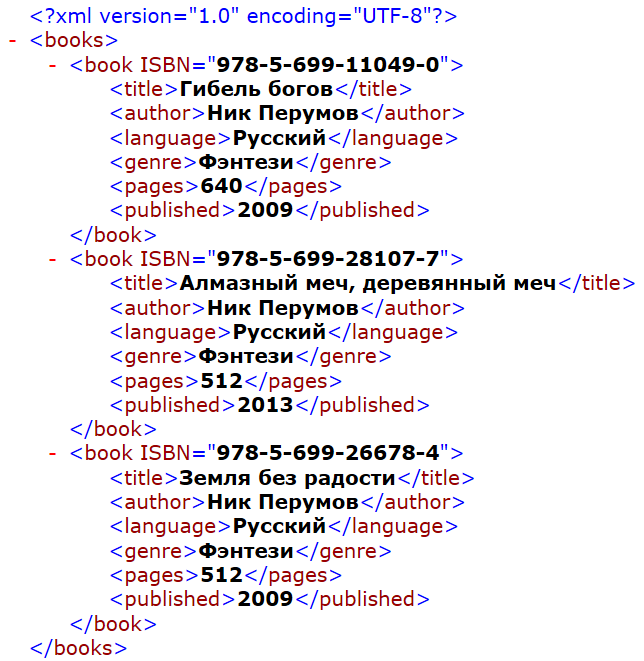 <?xml version="1.0" encoding="UTF-8"?>
- <books>
- <book ISBN="978-5-699-11049-0">
<title>Гибель богов</title>
<author>Ник Перумов</author>
<language>Русский</language>
<genre>Фэнтези</genre>
<pages>640</pages>
<published>2009</published>
</book>
- <book ISBN="978-5-699-28107-7">
<title>Алмазный меч, деревянный меч</title>
<author>Ник Перумов</author>
<language>Русский</language>
<genre>Фэнтези</genre>
<pages>512</pages>
<published>2013</published>
</book>
- <book ISBN="978-5-699-26678-4">
<title>Земля без радости</title>
<author>Ник Перумов</author>
<language>Русский</language>
<genre>Фэнтези</genre>
<pages>512</pages>
<published>2009</published>
</book>
</books>